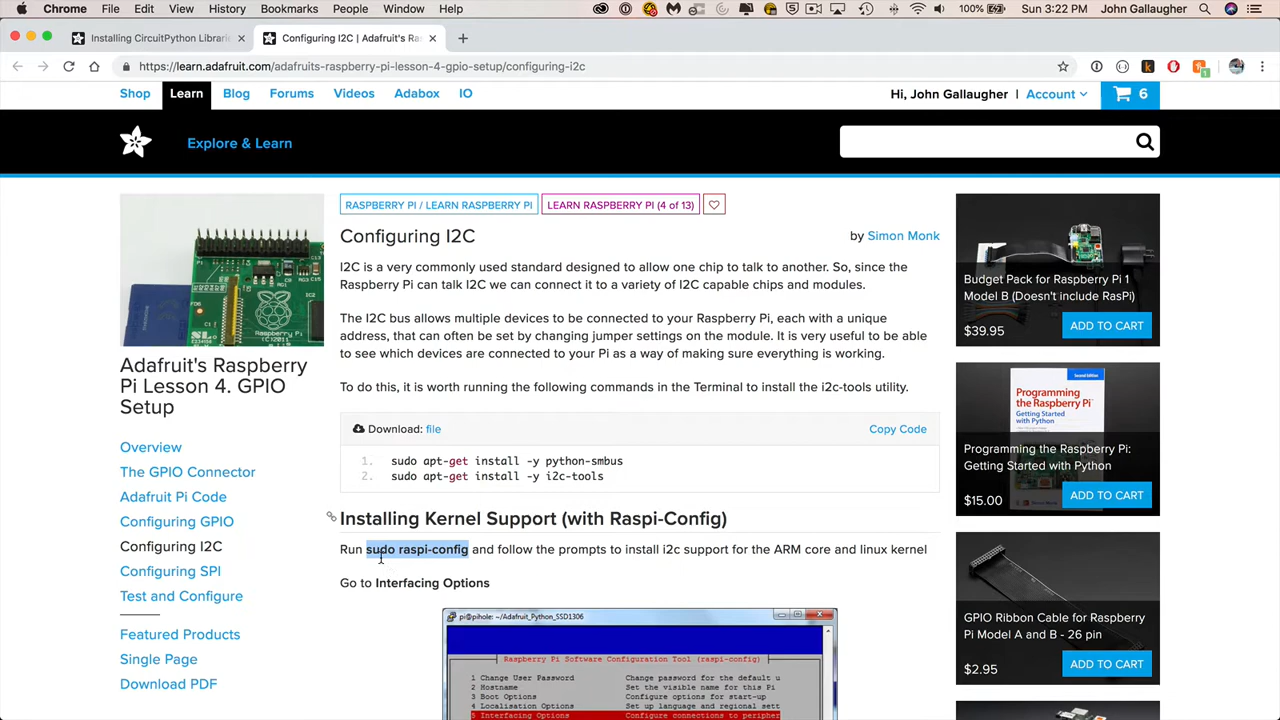 Chrome File Edit View History Bookmarks People Window Help 100% Sun 3:22 PM John Gallaugher
Installing CircuitPython Librari
Configuring I2C | Adafruit's Ras
https://learn.adafruit.com/adafruits-raspberry-pi-lesson-4-gpio-setup/configuring-i2c
Shop Learn Blog Forums Videos Adabox IO
Hi, John Gallaugher | Account 6
Explore & Learn
RASPBERRY PI / LEARN RASPBERRY PI
LEARN RASPBERRY PI (4 of 13)
Configuring I2C
by Simon Monk
I2C is a very commonly used standard designed to allow one chip to talk to another. So, since the
Raspberry Pi can talk I2C we can connect it to a variety of I2C capable chips and modules.
The I2C bus allows multiple devices to be connected to your Raspberry Pi, each with a unique
address, that can often be set by changing jumper settings on the module. It is very useful to be able
to see which devices are connected to your Pi as a way of making sure everything is working.
To do this, it is worth running the following commands in the Terminal to install the i2c-tools utility.
Download: file
Copy Code
1. sudo apt-get install -y python-smbus
2. sudo apt-get install -y i2c-tools
Installing Kernel Support (with Raspi-Config)
Run sudo raspi-config and follow the prompts to install i2c support for the ARM core and linux kernel
Go to Interfacing Options
pi@pihole: ~/Adafruit_Python_SSD1306
Raspberry Pi Software Configuration Tool (raspi-config)
1 Change User Password Change password for the default u
2 Hostname Set the visible name for this Pi
3 Boot Options Configure options for start-up
4 Localisation Options Set up language and regional sett
5 Interfacing Options Configure connections to peripher
Adafruit's Raspberry
Pi Lesson 4. GPIO
Setup
Overview
The GPIO Connector
Adafruit Pi Code
Configuring GPIO
Configuring I2C
Configuring SPI
Test and Configure
Featured Products
Single Page
Download PDF
Budget Pack for Raspberry Pi 1
Model B (Doesn't include RasPi)
$39.95
ADD TO CART
Programming
the Raspberry Pi
Getting Started
with Python
Programming the Raspberry Pi:
Getting Started with Python
$15.00
ADD TO CART
GPIO Ribbon Cable for Raspberry
Pi Model A and B - 26 pin
$2.95
ADD TO CART